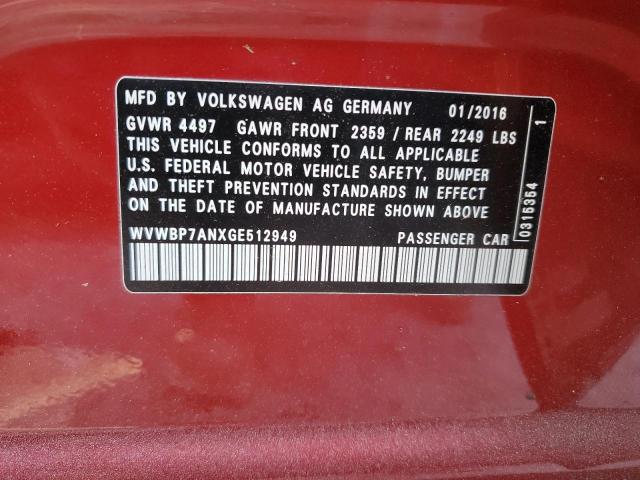 MFD BY VOLKSWAGEN AG GERMANY 01/2016
GVWR 4497 GAWR FRONT 2359 / REAR 2249 LBS
THIS VEHICLE CONFORMS TO ALL APPLICABLE
U.S. FEDERAL MOTOR VEHICLE SAFETY, BUMPER
AND THEFT PREVENTION STANDARDS IN EFFECT
ON THE DATE OF MANUFACTURE SHOWN ABOVE
WVWBP7ANXGE512949 PASSENGER CAR
0315354 1